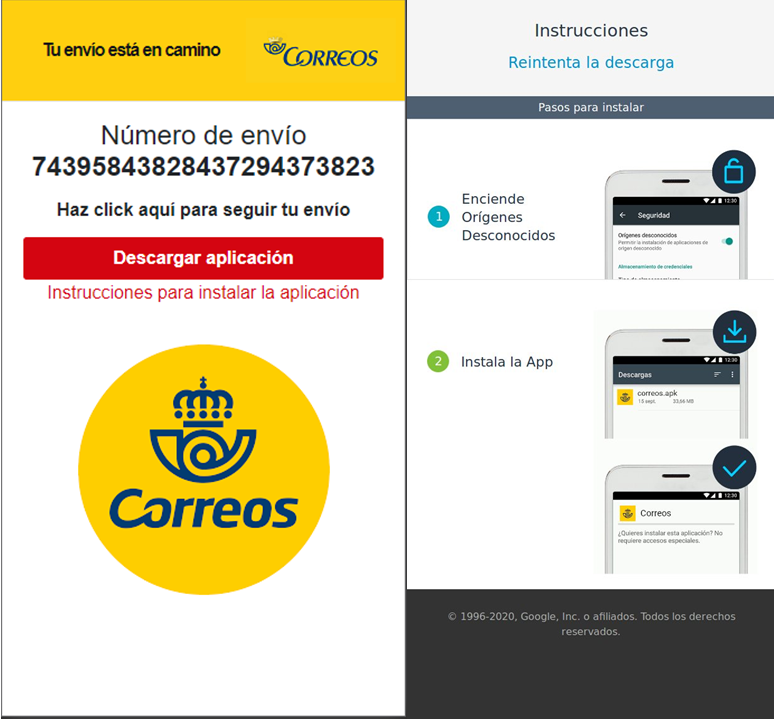 Tu envío está en camino
CORREOS
Número de envío
74395843828437294373823
Haz click aquí para seguir tu envío
Descargar aplicación
Instrucciones para instalar la aplicación
Correos
Instrucciones
Reintenta la descarga
Pasos para instalar
1
Enciende
Orígenes
Desconocidos
12:30
Seguridad
Orígenes desconocidos
Permitir la instalación de aplicaciones de
origen desconocido
Almacenamiento de credenciales
2
Instala la App
12:30
Descargas
correos.apk
15 sept. 33,66 MB
12:30
Correos
¿Quieres instalar esta aplicación? No
requiere accesos especiales.
© 1996-2020, Google, Inc. o afiliados. Todos los derechos
reservados.